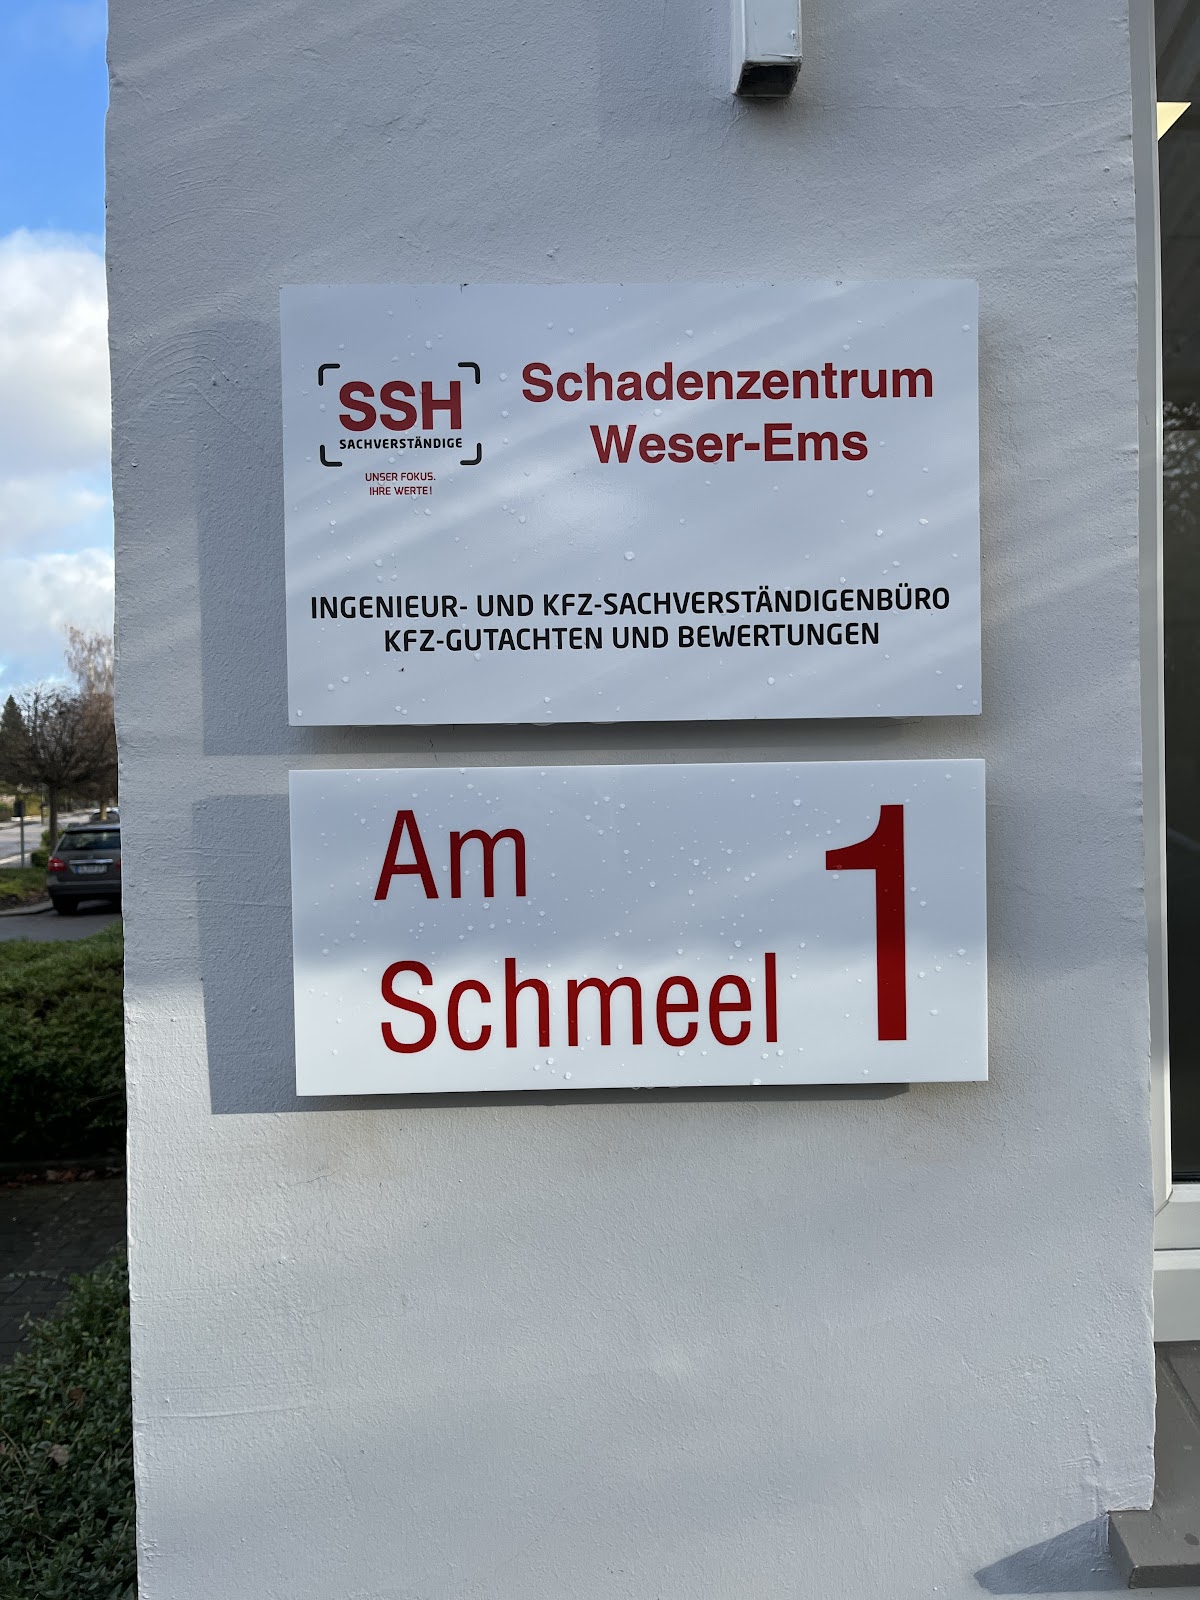 SSH
SACHVERSTÄNDIGE
UNSER FOKUS.
IHRE WERTE!
Schadenzentrum
Weser-Ems
INGENIEUR- UND KFZ-SACHVERSTÄNDIGENBÜRO
KFZ-GUTACHTEN UND BEWERTUNGEN
Am
Schmeel
1